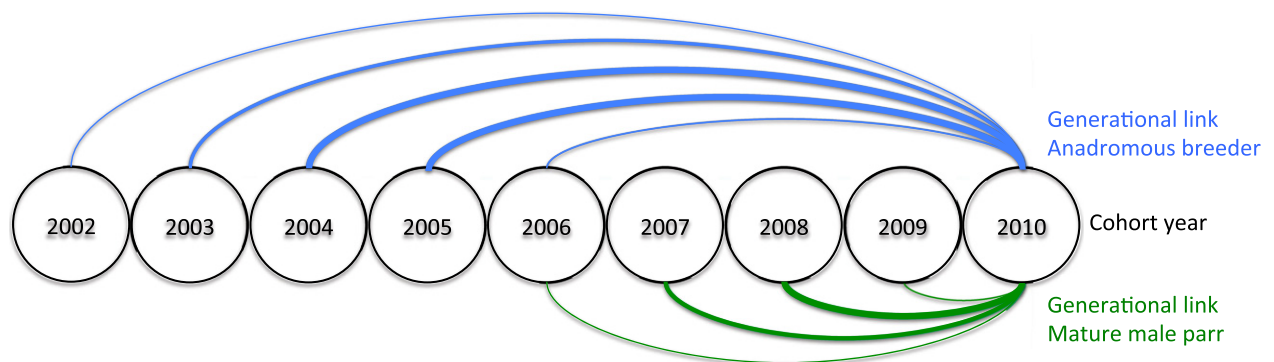 Generational link
Anadromous breeder
2002 2003 2004 2005 2006 2007 2008 2009 2010 Cohort year
Generational link
Mature male parr